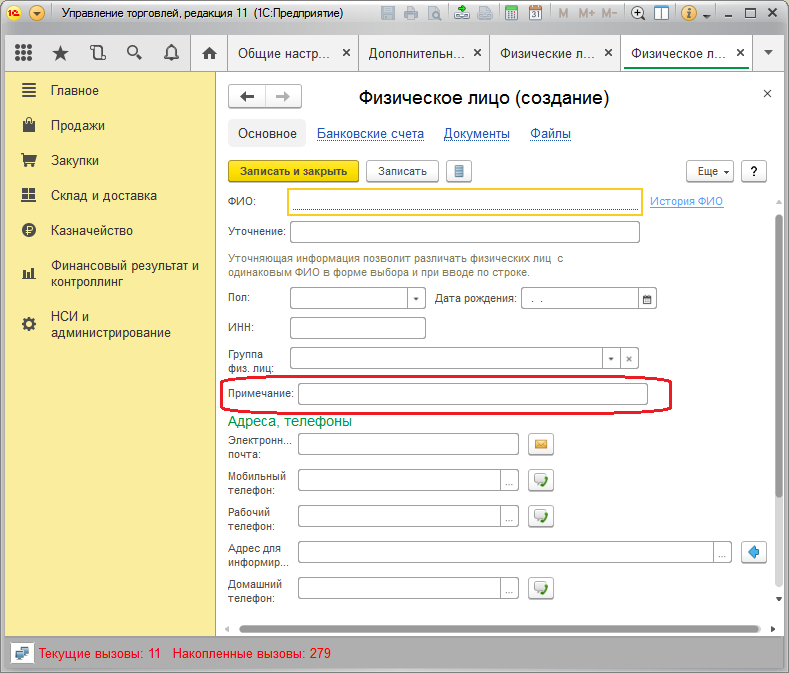 Управление торговлей, редакция 11 (1С:Предприятие)
M M+ M-
Общие настр... × Дополнительн... × Физические л... × Физическое л... ×
Главное
Продажи
Закупки
Склад и доставка
Казначейство
Финансовый результат и
контроллинг
НСИ и
администрирование
Физическое лицо (создание)
Основное Банковские счета Документы Файлы
Записать и закрыть Записать Еще ?
ФИО: История ФИО
Уточнение:
Уточняющая информация позволит различать физических лиц с
одинаковым ФИО в форме выбора и при вводе по строке.
Пол: Дата рождения: . .
ИНН:
Группа
физ. лиц:
Примечание:
Адреса, телефоны
Электронн...
почта:
Мобильный
телефон: ...
Рабочий
телефон: ...
Адрес для
информир... ...
Домашний
телефон: ...
Текущие вызовы: 11 Накопленные вызовы: 279